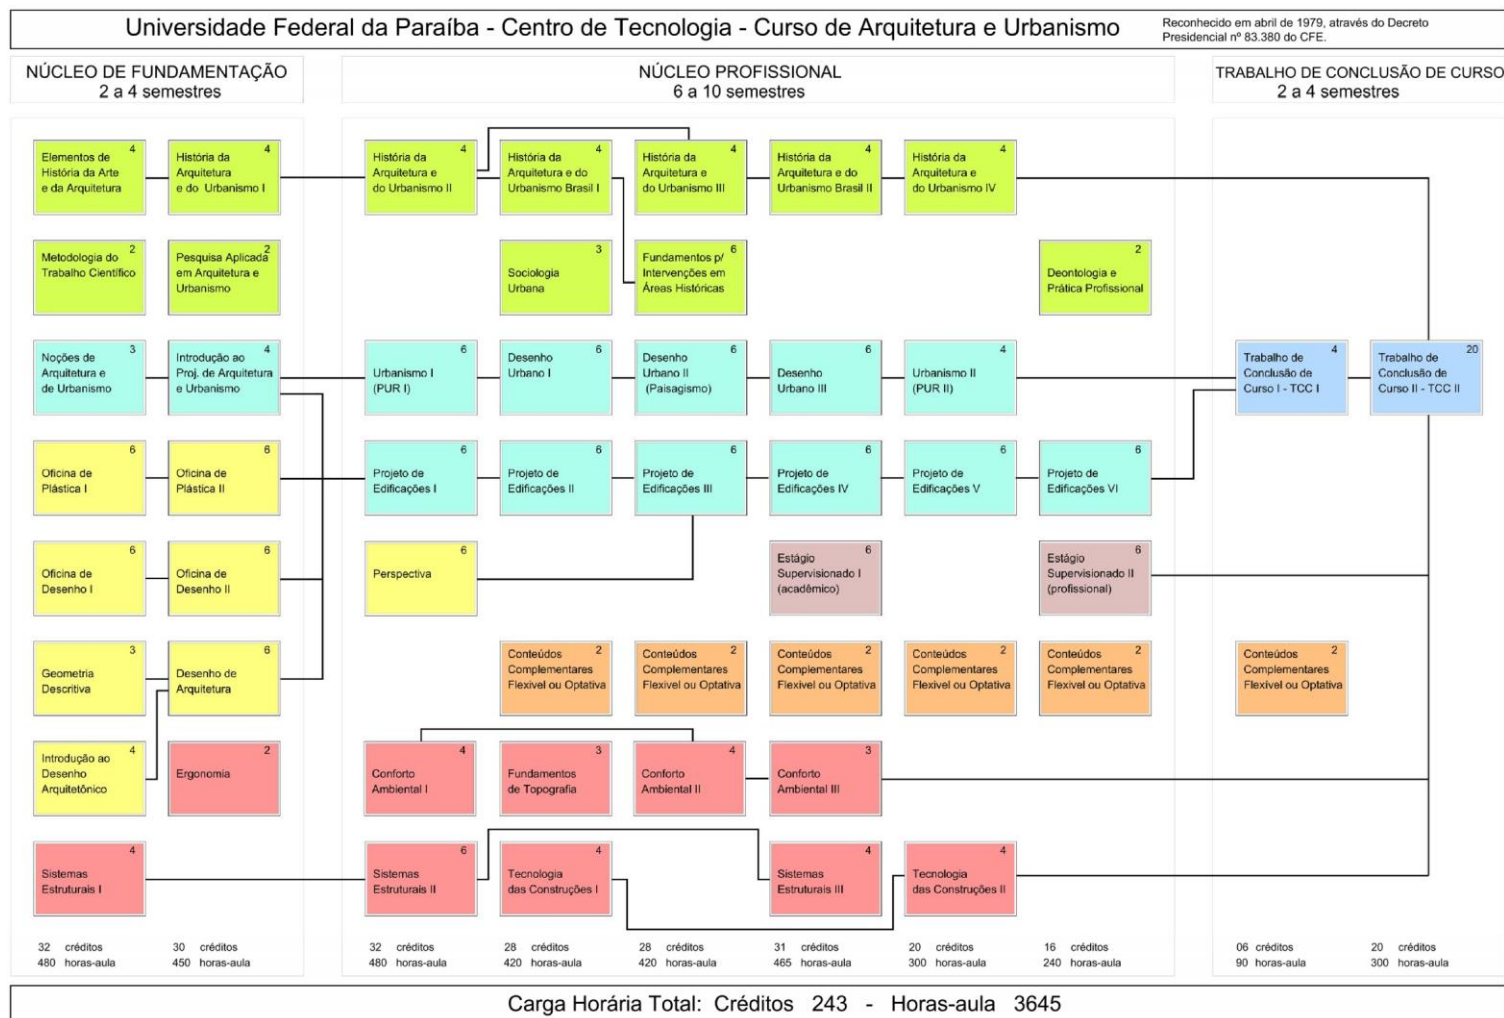 Universidade Federal da Paraíba - Centro de Tecnologia - Curso de Arquitetura e Urbanismo
Reconhecido em abril de 1979, através do Decreto
Presidencial nº 83.380 do CFE.
NÚCLEO DE FUNDAMENTAÇÃO
2 a 4 semestres
NÚCLEO PROFISSIONAL
6 a 10 semestres
TRABALHO DE CONCLUSÃO DE CURSO
2 a 4 semestres
4
Elementos de
História da Arte
e da Arquitetura
4
História da
Arquitetura
e do Urbanismo I
4
História da
Arquitetura e
do Urbanismo II
4
História da
Arquitetura e do
Urbanismo Brasil I
4
História da
Arquitetura e
do Urbanismo III
4
História da
Arquitetura e do
Urbanismo Brasil II
4
História da
Arquitetura e
do Urbanismo IV
2
Metodologia do
Trabalho Científico
2
Pesquisa Aplicada
em Arquitetura e
Urbanismo
3
Sociologia
Urbana
6
Fundamentos p/
Intervenções em
Áreas Históricas
2
Deontologia e
Prática Profissional
3
Noções de
Arquitetura e
de Urbanismo
4
Introdução ao
Proj. de Arquitetura
e Urbanismo
6
Urbanismo I
(PUR I)
6
Desenho
Urbano I
6
Desenho
Urbano II
(Paisagismo)
6
Desenho
Urbano III
4
Urbanismo II
(PUR II)
4
Trabalho de
Conclusão de
Curso I - TCC I
20
Trabalho de
Conclusão de
Curso II - TCC II
6
Oficina de
Plástica I
6
Oficina de
Plástica II
6
Projeto de
Edificações I
6
Projeto de
Edificações II
6
Projeto de
Edificações III
6
Projeto de
Edificações IV
6
Projeto de
Edificações V
6
Projeto de
Edificações VI
6
Oficina de
Desenho I
6
Oficina de
Desenho II
6
Perspectiva
6
Estágio
Supervisionado I
(acadêmico)
6
Estágio
Supervisionado II
(profissional)
3
Geometria
Descritiva
6
Desenho de
Arquitetura
2
Conteúdos
Complementares
Flexivel ou Optativa
2
Conteúdos
Complementares
Flexivel ou Optativa
2
Conteúdos
Complementares
Flexivel ou Optativa
2
Conteúdos
Complementares
Flexivel ou Optativa
2
Conteúdos
Complementares
Flexivel ou Optativa
2
Conteúdos
Complementares
Flexivel ou Optativa
4
Introdução ao
Desenho
Arquitetônico
2
Ergonomia
4
Conforto
Ambiental I
3
Fundamentos
de Topografia
4
Conforto
Ambiental II
3
Conforto
Ambiental III
4
Sistemas
Estruturais I
6
Sistemas
Estruturais II
4
Tecnologia
das Construções I
4
Sistemas
Estruturais III
4
Tecnologia
das Construções II
32 créditos
480 horas-aula
30 créditos
450 horas-aula
32 créditos
480 horas-aula
28 créditos
420 horas-aula
28 créditos
420 horas-aula
31 créditos
465 horas-aula
20 créditos
300 horas-aula
16 créditos
240 horas-aula
06 créditos
90 horas-aula
20 créditos
300 horas-aula
Carga Horária Total: Créditos 243 - Horas-aula 3645